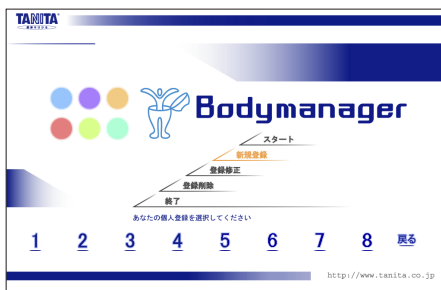 TANITA
Bodymanager
スタート
新規登録
登録修正
登録削除
終了
あなたの個人登録を選択してください
1 2 3 4 5 6 7 8 戻る
http://www.tanita.co.jp